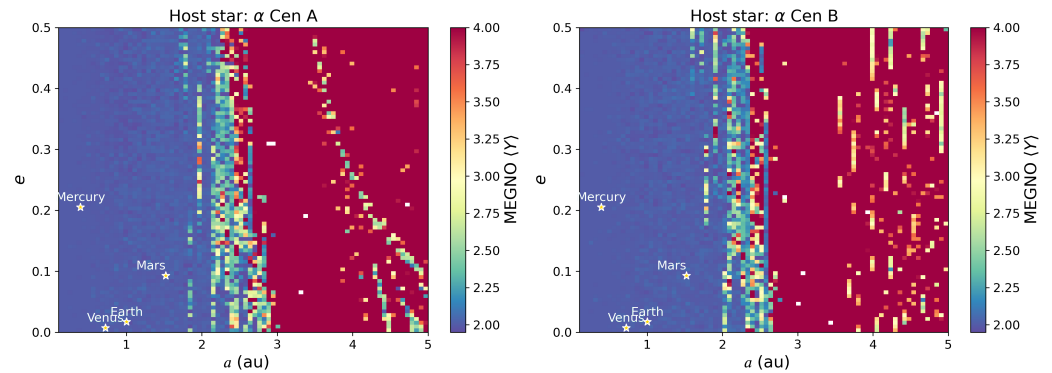 Host star: α Cen A
0.5
0.4
0.3
0.2
0.1
0.0
e
Mercury
Mars
Earth
Venus
1
2
3
4
5
a (au)
4.00
3.75
3.50
3.25
3.00
2.75
2.50
2.25
2.00
MEGNO ⟨Y⟩
Host star: α Cen B
0.5
0.4
0.3
0.2
0.1
0.0
e
Mercury
Mars
Earth
Venus
1
2
3
4
5
a (au)
4.00
3.75
3.50
3.25
3.00
2.75
2.50
2.25
2.00
MEGNO ⟨Y⟩